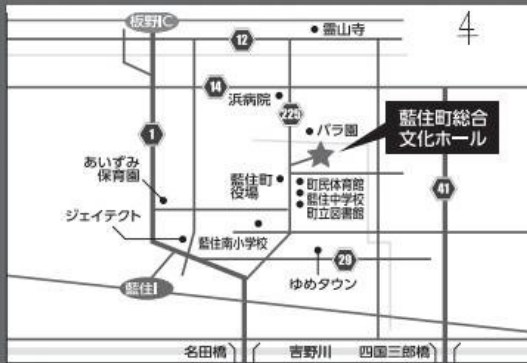 板野IC
霊山寺
4
12
14
浜病院
225
バラ園
藍住町総合
文化ホール
1
あいずみ
保育園
藍住町
役場
町民体育館
藍住中学校
町立図書館
41
ジェイテクト
藍住南小学校
29
ゆめタウン
藍住I
名田橋
吉野川
四国三郎橋